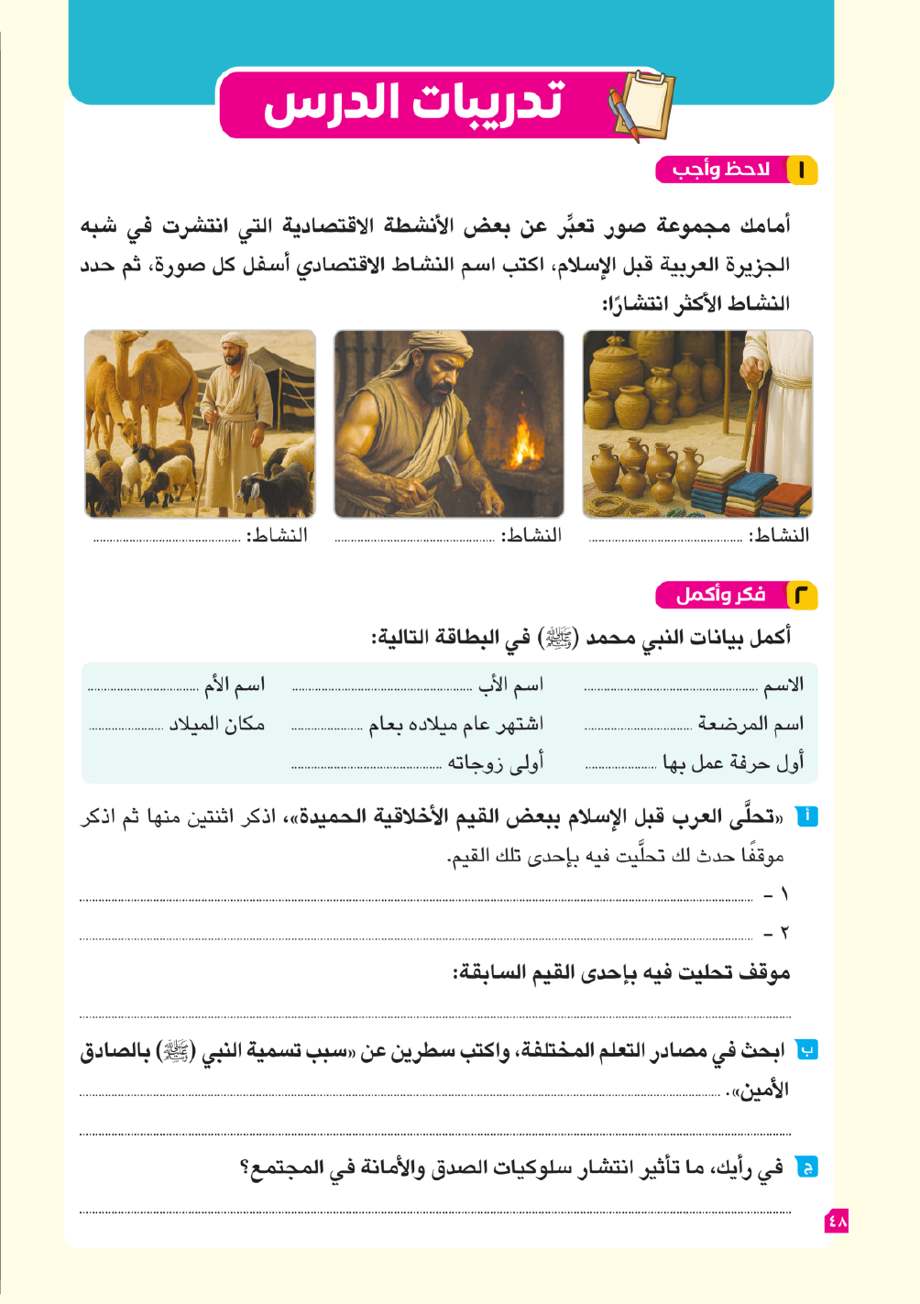 تدريبات الدرس
١ لاحظ وأجب
أمامك مجموعة صور تعبِّر عن بعض الأنشطة الاقتصادية التي انتشرت في شبه
الجزيرة العربية قبل الإسلام، اكتب اسم النشاط الاقتصادي أسفل كل صورة، ثم حدد
النشاط الأكثر انتشارًا:
النشاط: ........................ النشاط: ........................ النشاط: ........................
٢ فكر وأكمل
أكمل بيانات النبي محمد (ﷺ) في البطاقة التالية:
الاسم ........................ اسم الأب ........................ اسم الأم ........................
اسم المرضعة ........................ اشتهر عام ميلاده بعام ........................ مكان الميلاد ........................
أول حرفة عمل بها ........................ أولى زوجاته ........................
أ «تحلَّى العرب قبل الإسلام ببعض القيم الأخلاقية الحميدة»، اذكر اثنتين منها ثم اذكر
موقفًا حدث لك تحلَّيت فيه بإحدى تلك القيم.
١ - ........................
٢ - ........................
موقف تحليت فيه بإحدى القيم السابقة:
........................
ب ابحث في مصادر التعلم المختلفة، واكتب سطرين عن «سبب تسمية النبي (ﷺ) بالصادق
الأمين». ........................
........................
ج في رأيك، ما تأثير انتشار سلوكيات الصدق والأمانة في المجتمع؟
........................
٤٨